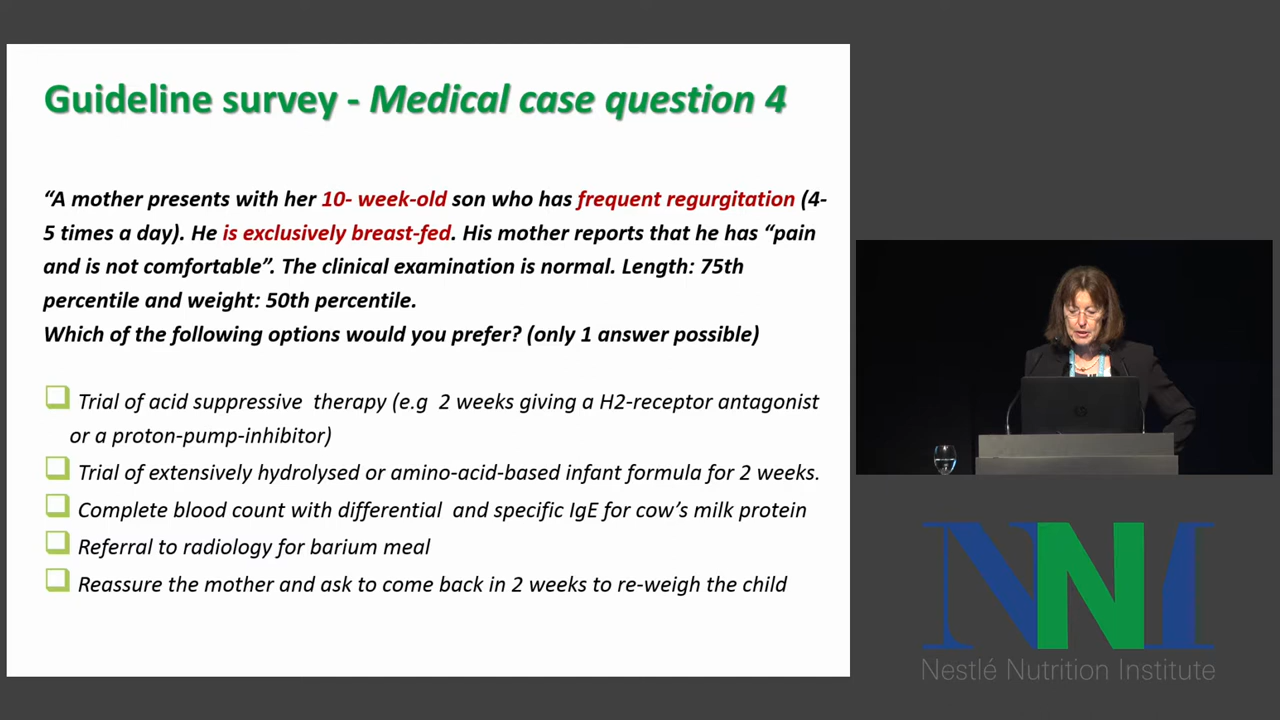 Guideline survey - Medical case question 4
“A mother presents with her 10- week-old son who has frequent regurgitation (4-
5 times a day). He is exclusively breast-fed. His mother reports that he has “pain
and is not comfortable”. The clinical examination is normal. Length: 75th
percentile and weight: 50th percentile.
Which of the following options would you prefer? (only 1 answer possible)
Trial of acid suppressive therapy (e.g 2 weeks giving a H2-receptor antagonist
or a proton-pump-inhibitor)
Trial of extensively hydrolysed or amino-acid-based infant formula for 2 weeks.
Complete blood count with differential and specific IgE for cow’s milk protein
Referral to radiology for barium meal
Reassure the mother and ask to come back in 2 weeks to re-weigh the child
NNI
Nestlé Nutrition Institute